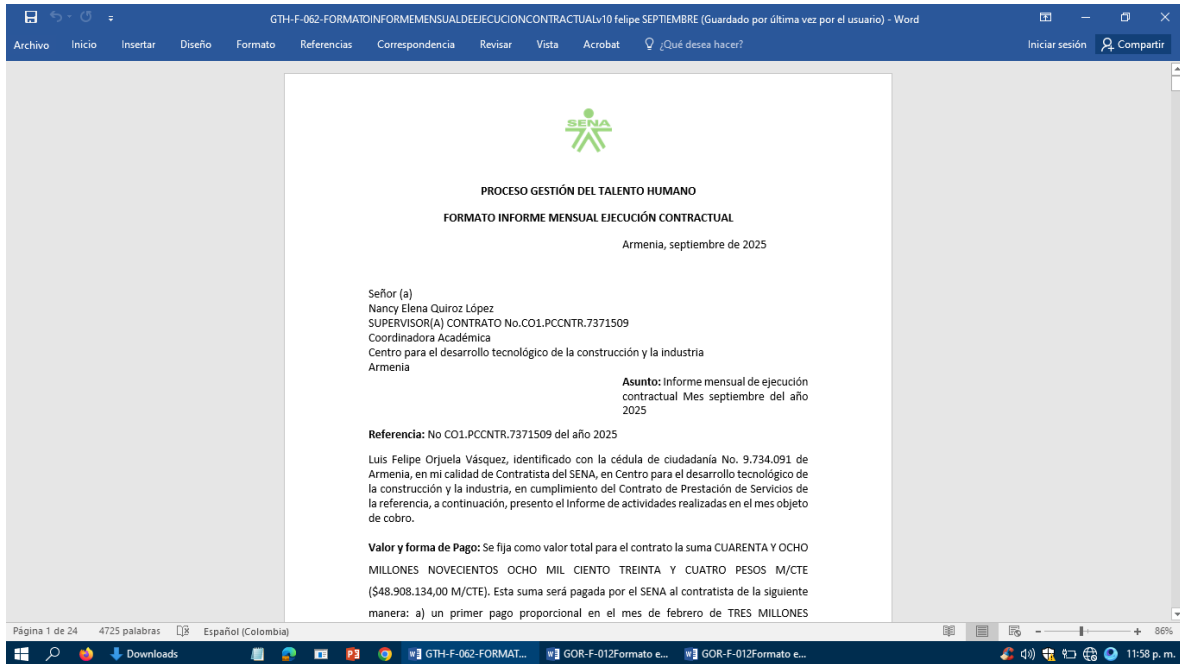 GTH-F-062-FORMATOINFORMEMENSUALDEEJECUCIONCONTRACTUALv10 felipe SEPTIEMBRE (Guardado por última vez por el usuario) - Word
Archivo Inicio Insertar Diseño Formato Referencias Correspondencia Revisar Vista Acrobat ¿Qué desea hacer? Iniciar sesión Compartir
SENA
PROCESO GESTIÓN DEL TALENTO HUMANO
FORMATO INFORME MENSUAL EJECUCIÓN CONTRACTUAL
Armenia, septiembre de 2025
Señor (a)
Nancy Elena Quiroz López
SUPERVISOR(A) CONTRATO No.CO1.PCCNTR.7371509
Coordinadora Académica
Centro para el desarrollo tecnológico de la construcción y la industria
Armenia
Asunto: Informe mensual de ejecución
contractual Mes septiembre del año
2025
Referencia: No CO1.PCCNTR.7371509 del año 2025
Luis Felipe Orjuela Vásquez, identificado con la cédula de ciudadanía No. 9.734.091 de
Armenia, en mi calidad de Contratista del SENA, en Centro para el desarrollo tecnológico de
la construcción y la industria, en cumplimiento del Contrato de Prestación de Servicios de
la referencia, a continuación, presento el Informe de actividades realizadas en el mes objeto
de cobro.
Valor y forma de Pago: Se fija como valor total para el contrato la suma CUARENTA Y OCHO
MILLONES NOVECIENTOS OCHO MIL CIENTO TREINTA Y CUATRO PESOS M/CTE
($48.908.134,00 M/CTE). Esta suma será pagada por el SENA al contratista de la siguiente
manera: a) un primer pago proporcional en el mes de febrero de TRES MILLONES
Página 1 de 24 4725 palabras Español (Colombia) 86%
Downloads GTH-F-062-FORMAT... GOR-F-012Formato e... GOR-F-012Formato e... 11:58 p. m.